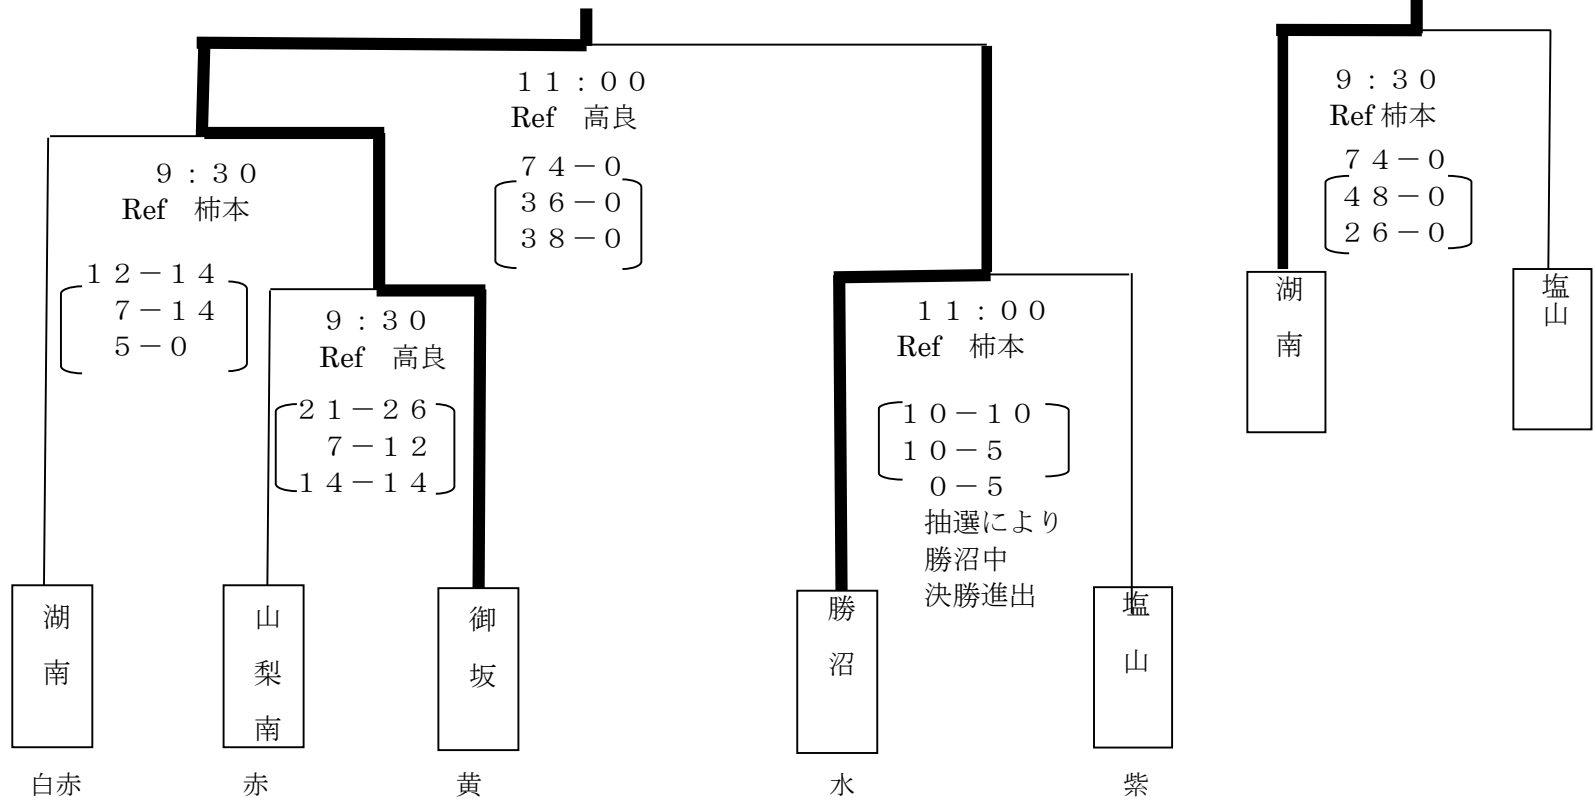 １１：００
Ref　高良
７４－０
３６－０
３８－０
９：３０
Ref　柿本
１２－１４
７－１４
５－０
９：３０
Ref　高良
２１－２６
７－１２
１４－１４
１１：００
Ref　柿本
１０－１０
１０－５
０－５
抽選により
勝沼中
決勝進出
９：３０
Ref 柿本
７４－０
４８－０
２６－０
湖南
塩山
湖南
山梨南
御坂
勝沼
塩山
白赤
赤
黄
水
紫